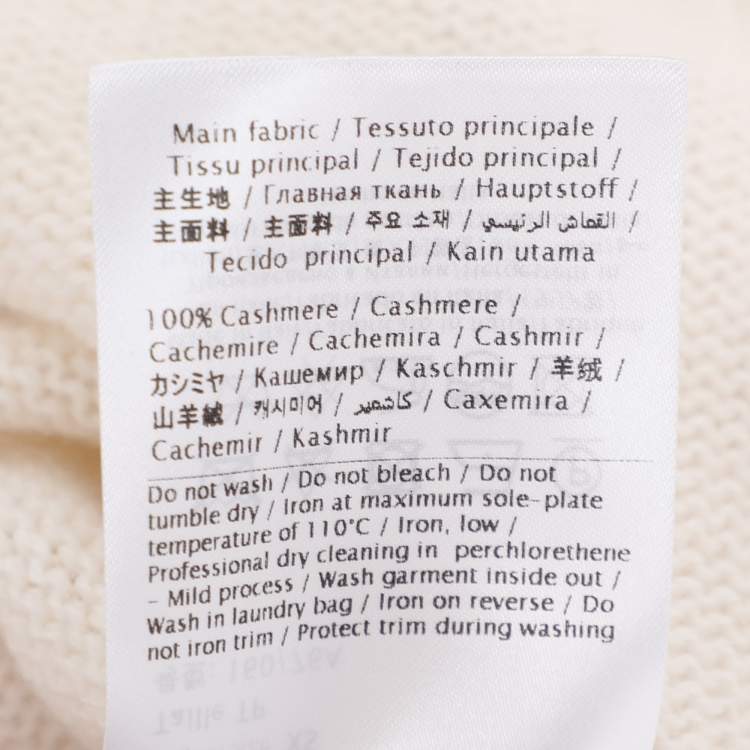 Main fabric / Tessuto principale /
Tissu principal / Tejido principal /
主生地 / Главная ткань / Hauptstoff /
主面料 / 主面料 / 주요 소재 / القماش الرئيسي /
Tecido principal / Kain utama
100% Cashmere / Cashmere /
Cachemire / Cachemira / Cashmir /
カシミヤ / Кашемир / Kaschmir / 羊绒 /
山羊絨 / 캐시미어 / كاشمير / Caxemira /
Cachemir / Kashmir
Do not wash / Do not bleach / Do not
tumble dry / Iron at maximum sole-plate
temperature of 110°C / Iron, low /
Professional dry cleaning in perchlorethene
- Mild process / Wash garment inside out /
Wash in laundry bag / Iron on reverse / Do
not iron trim / Protect trim during washing